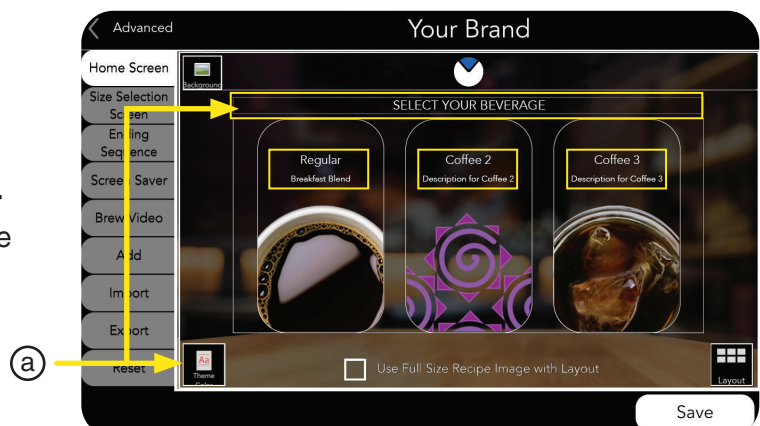 Advanced
Your Brand
Home Screen
Background
Size Selection
Screen
SELECT YOUR BEVERAGE
Ending
Sequence
Regular
Breakfast Blend
Coffee 2
Description for Coffee 2
Coffee 3
Description for Coffee 3
Screen Saver
e
Brew Video
Add
Import
Export
a
Reset
Aa
Theme
Color
Use Full Size Recipe Image with Layout
Layout
Save